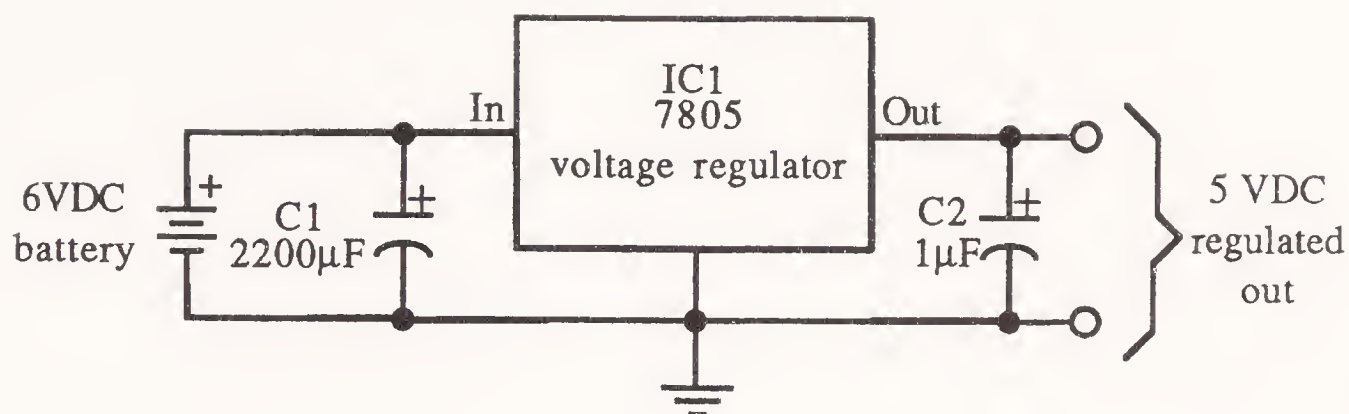 IC1
7805
voltage regulator
In
Out
6VDC
battery
+
C1
2200µF
+
C2
1µF
+
5 VDC
regulated
out